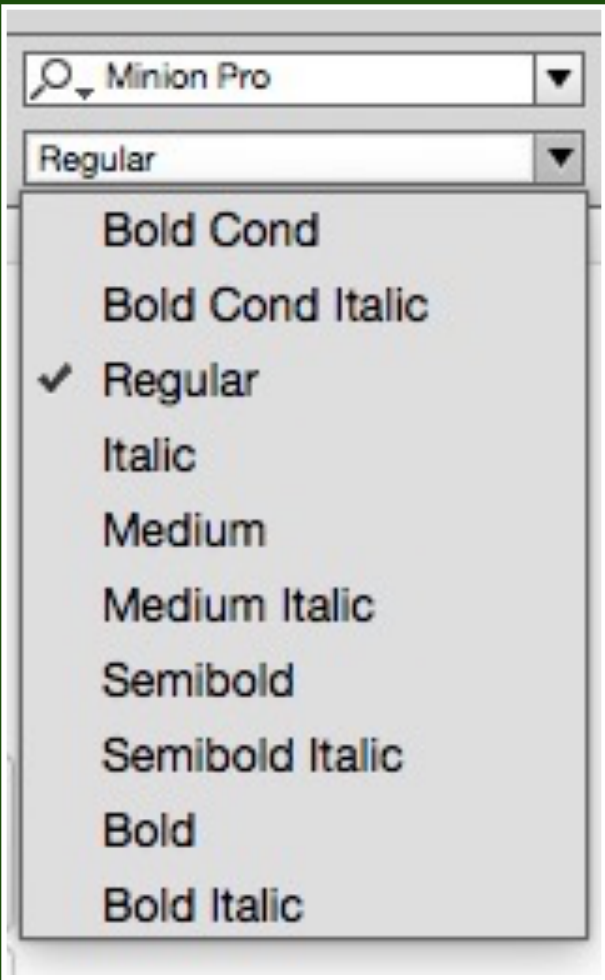 Minion Pro
Regular
Bold Cond
Bold Cond Italic
Regular
Italic
Medium
Medium Italic
Semibold
Semibold Italic
Bold
Bold Italic